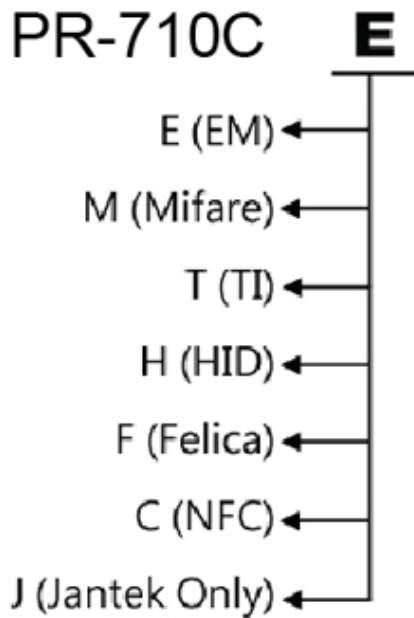 PR-710C E
E (EM)
M (Mifare)
T (TI)
H (HID)
F (Felica)
C (NFC)
J (Jantek Only)